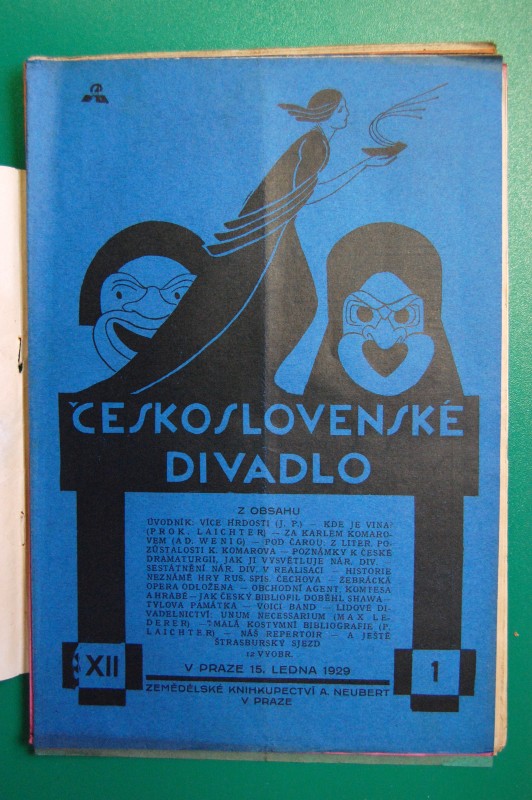 ČESKOSLOVENSKÉ
DIVADLO
Z OBSAHU
ÚVODNÍK: VÍCE HRDOSTI (J. P.) — KDE JE VINA?
(PROK. LAICHTER) — ZA KARLEM KOMAROVEM
VEM (AD. WENIG) — POD ČAROU: Z LITER. PO-
ZŮSTALOSTI K. KOMAROVA — POZNÁMKY K ČESKÉ
DRAMATURGII, JAK JI VYSVĚTLUJE NÁR. DIV.
SESTÁTNĚNÍ NÁR. DIV. V REALISACI — HISTORIE
NEZNÁMÉ HRY RUS. SPIS. ČECHOVA — ŽEBRÁCKÁ
OPERA ODLOŽENA — OBCHODNÍ AGENT, KOMTESA
A HRABĚ — JAK ČESKÝ BIBLIOFIL DOBĚHL SHAWA —
TYLOVA PAMÁTKA — VOICI BAND — LIDOVÉ DI-
VADELNICTVÍ: UNUM NECESSARIUM (MAX LE-
DERER) — MALÁ KOSTYMNÍ BIBLIOGRAFIE (P.
LAICHTER) — NÁŠ REPERTOIR — A JEŠTĚ
ŠTRASBURSKÝ SJEZD
12 VYOBR.
XII
V PRAZE 15. LEDNA 1929
1
ZEMĚDĚLSKÉ KNIHKUPECTVÍ A. NEUBERT
V PRAZE